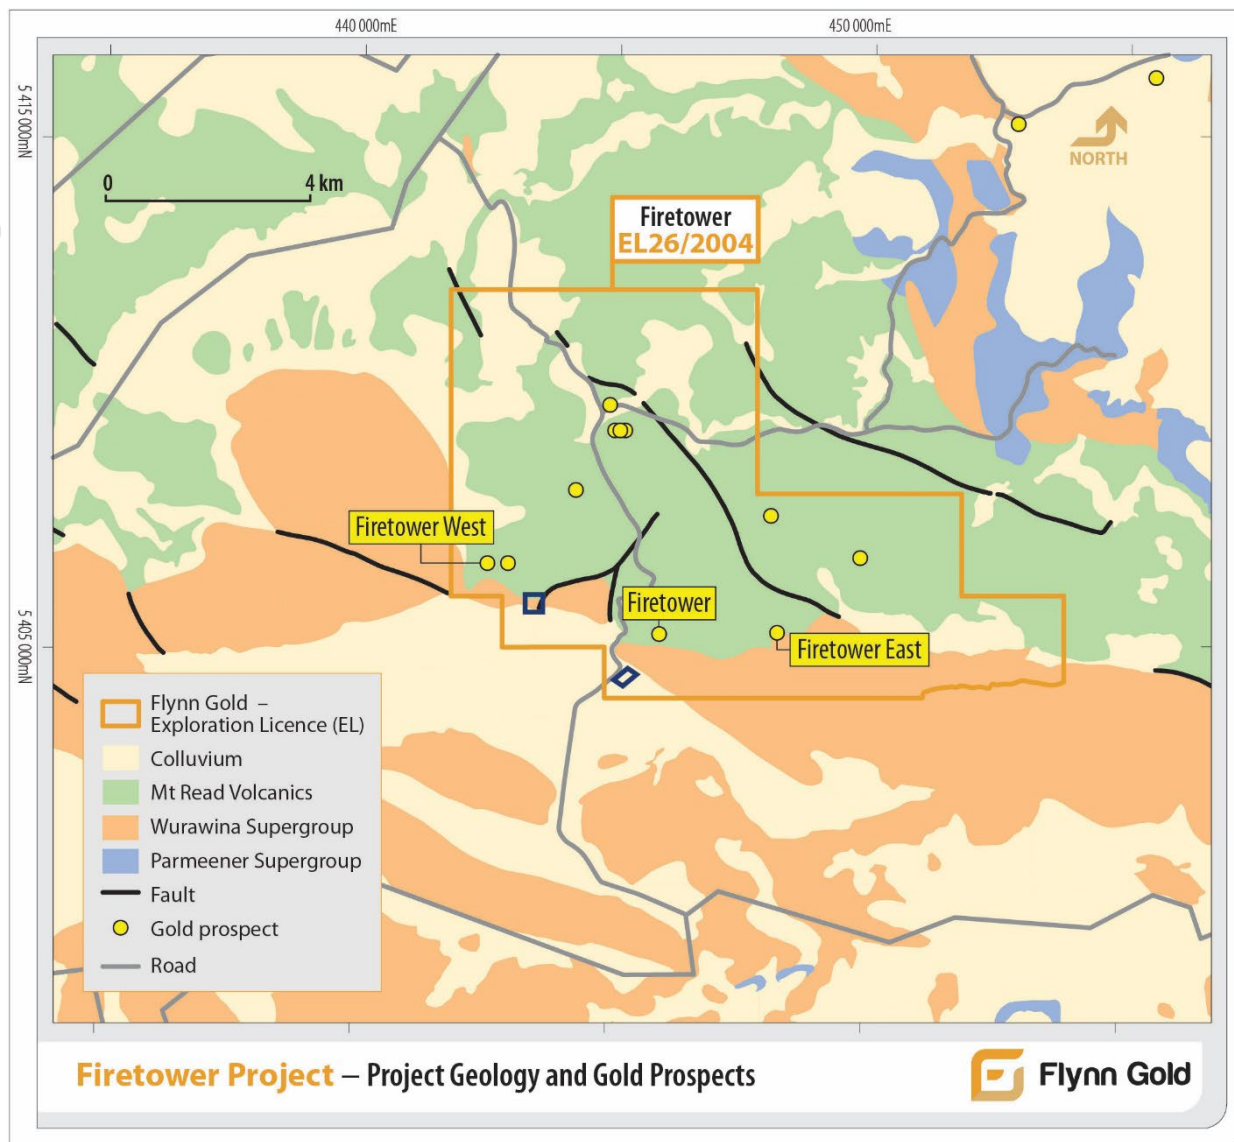 440 000mE
450 000mE
5 415 000mN
NORTH
0
4 km
Firetower
EL26/2004
Firetower West
Firetower
Firetower East
5 405 000mN
Flynn Gold –
Exploration Licence (EL)
Colluvium
Mt Read Volcanics
Wurawina Supergroup
Parmeener Supergroup
Fault
Gold prospect
Road
Firetower Project – Project Geology and Gold Prospects
Flynn Gold